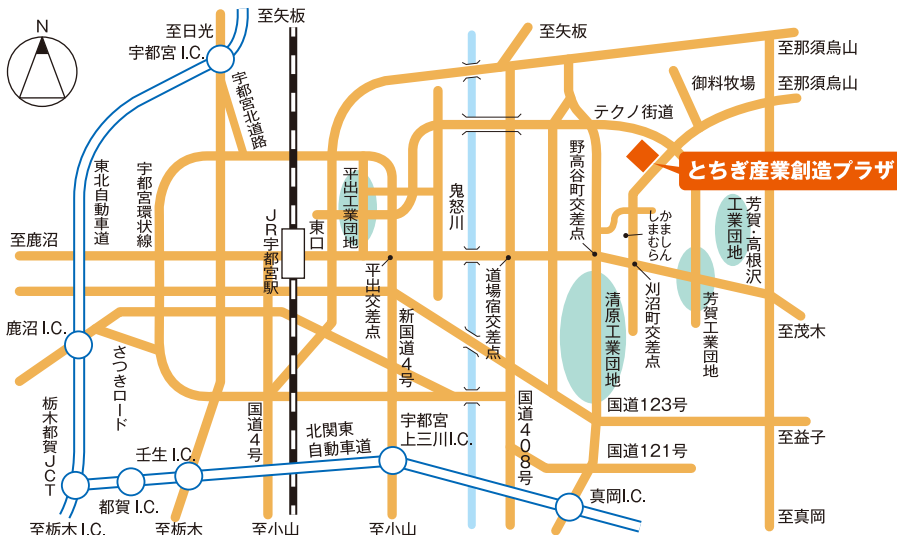 N
至日光
宇都宮 I.C.
至矢板
至矢板
至那須烏山
至那須烏山
御料牧場
テクノ街道
とちぎ産業創造プラザ
宇都宮北道路
東北自動車道
宇都宮環状線
平出工業団地
東口
JR宇都宮駅
鬼怒川
野高谷町交差点
かましん
しまむら
芳賀・高根沢
工業団地
至鹿沼
平出交差点
道場宿交差点
刈沼町交差点
清原工業団地
芳賀工業団地
至茂木
鹿沼 I.C.
さつきロード
新国道4号
国道4号
国道408号
国道123号
至益子
国道121号
栃木都賀JCT
壬生 I.C.
北関東
自動車道
宇都宮
上三川I.C.
都賀 I.C.
真岡I.C.
至栃木 I.C.
至栃木
至小山
至小山
至真岡